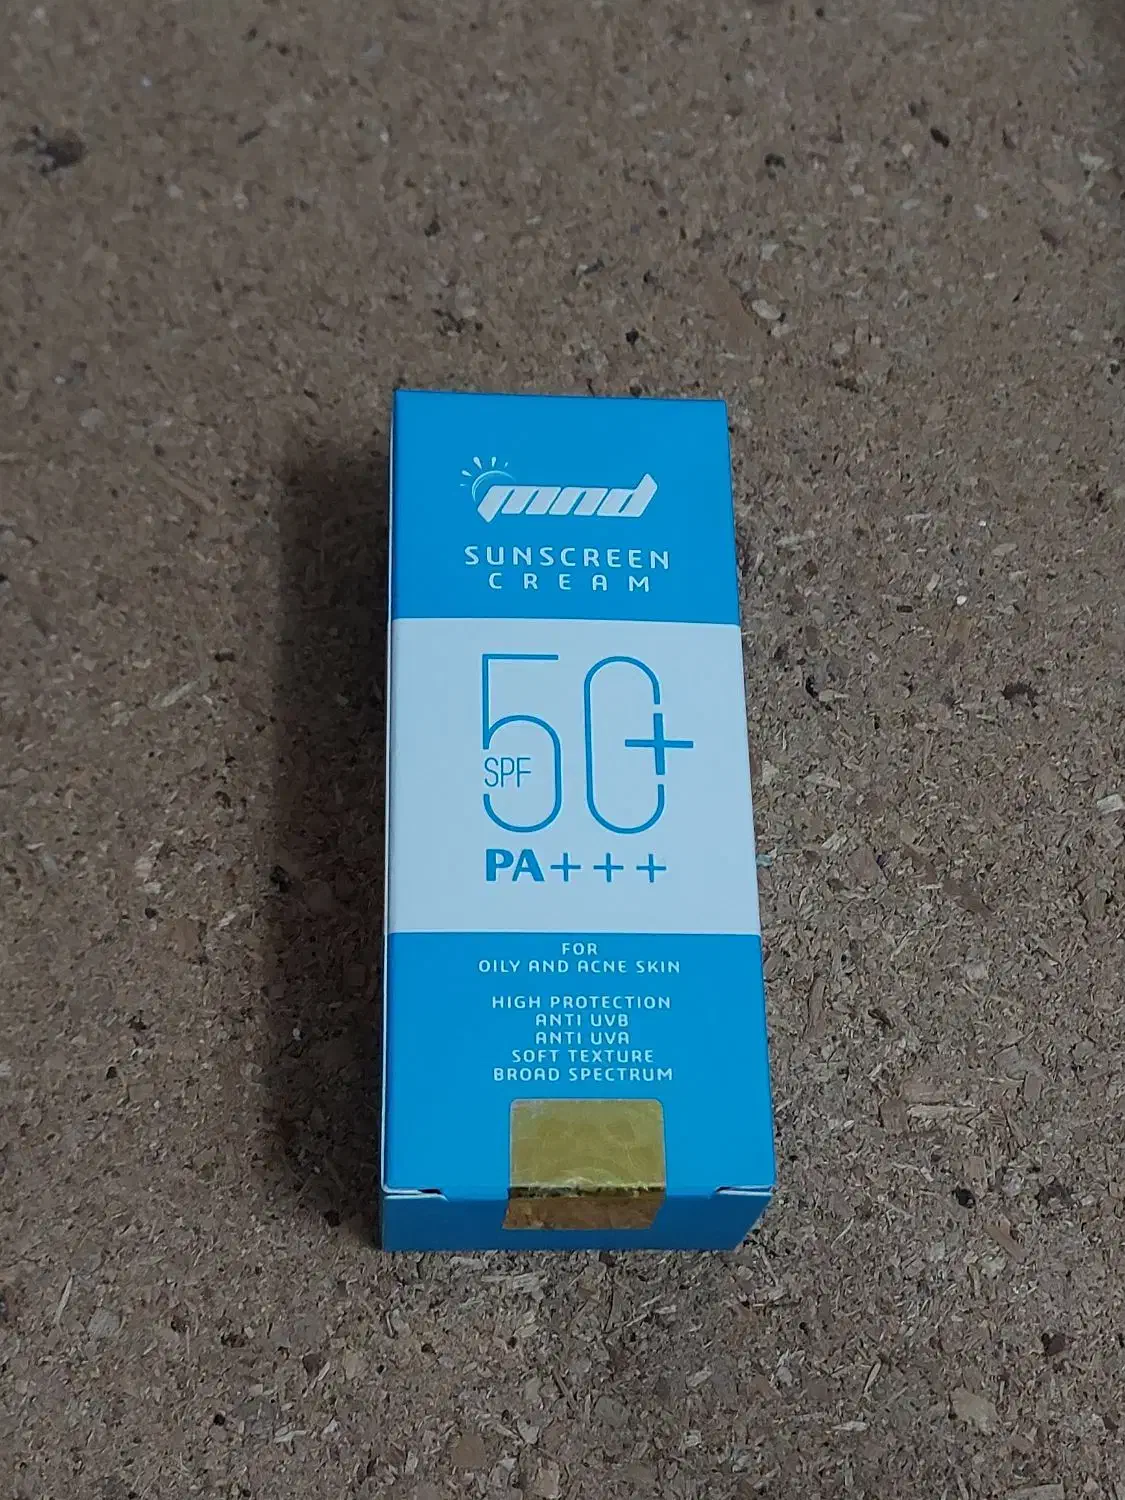 mnd
SUNSCREEN
CREAM
50+
SPF
PA+++
FOR
OILY AND ACNE SKIN
HIGH PROTECTION
ANTI UVB
ANTI UVA
SOFT TEXTURE
BROAD SPECTRUM